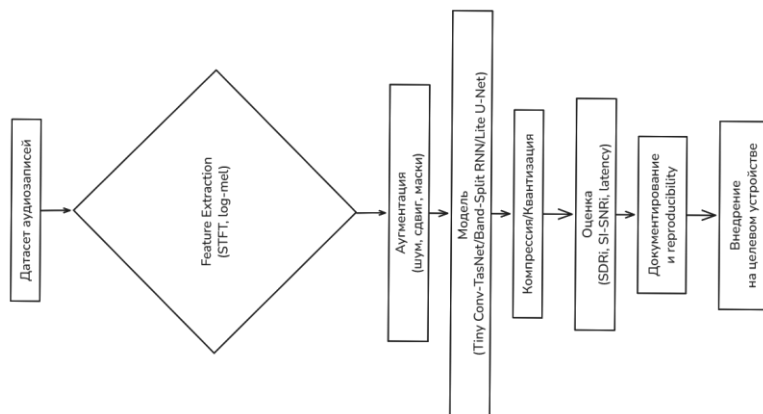 Датасет аудиозаписей
Feature Extraction
(STFT, log-mel)
Аугментация
(шум, сдвиг, маски)
Модель
(Tiny Conv-TasNet/Band-Split RNN/Lite U-Net)
Компрессия/Квантизация
Оценка
(SDRi, SI-SNRi, latency)
Документирование
и reproducibility
Внедрение
на целевом устройстве